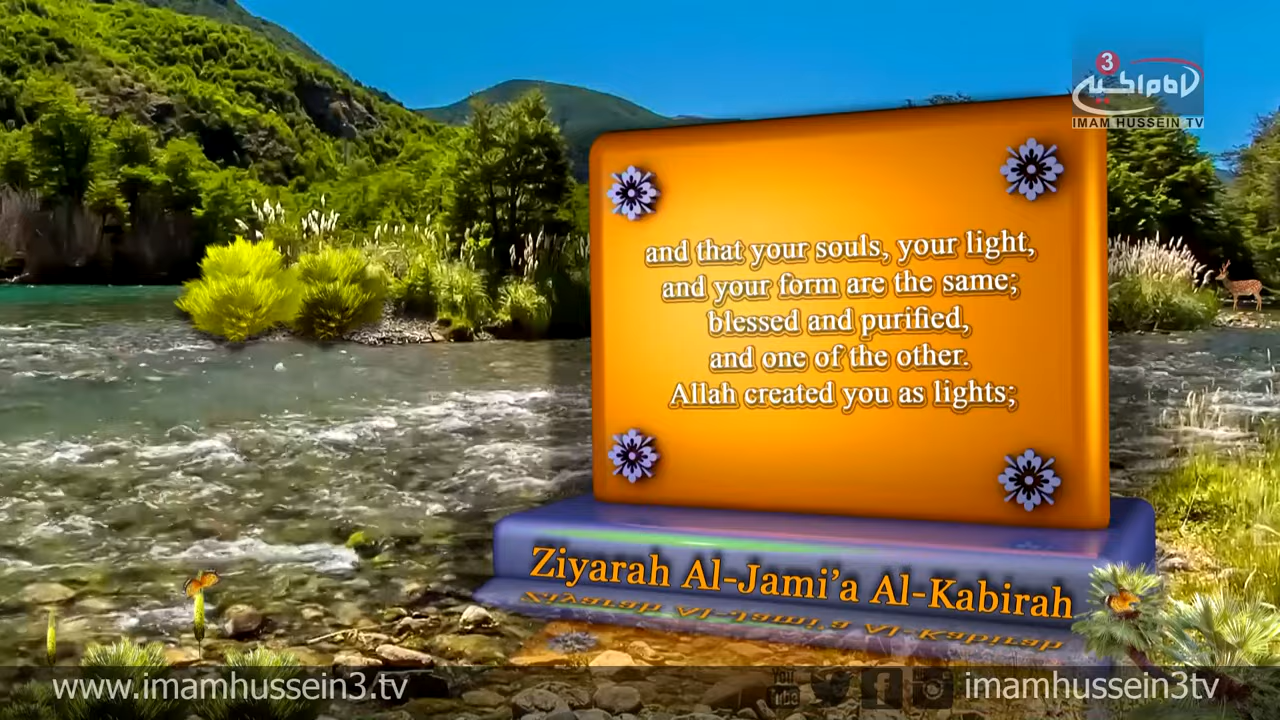 3
IMAM HUSSEIN TV
and that your souls, your light,
and your form are the same;
blessed and purified,
and one of the other.
Allah created you as lights;
Ziyarah Al-Jami’a Al-Kabirah
www.imamhussein3.tv
You Tube
imamhussein3tv